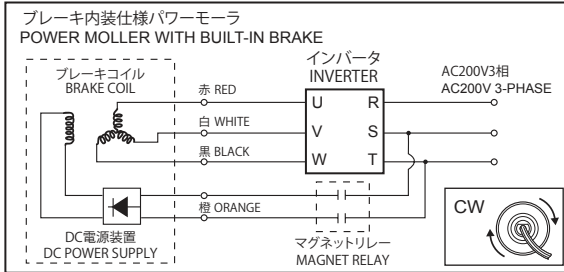 ブレーキ内装仕様パワーモーラ
POWER MOLLER WITH BUILT-IN BRAKE
ブレーキコイル
BRAKE COIL
赤 RED
白 WHITE
黒 BLACK
橙 ORANGE
DC電源装置
DC POWER SUPPLY
インバータ
INVERTER
U R
V S
W T
マグネットリレー
MAGNET RELAY
AC200V3相
AC200V 3-PHASE
CW